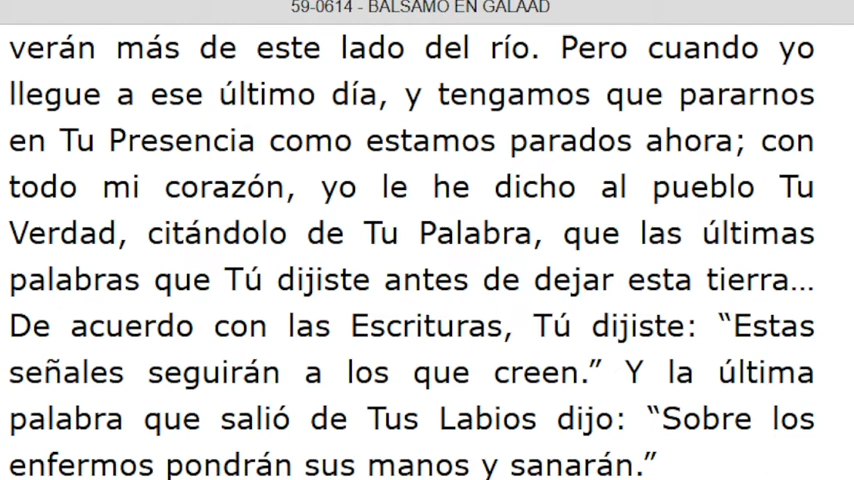 59-0614 - BALSAMO EN GALAAD
verán más de este lado del río. Pero cuando yo
llegue a ese último día, y tengamos que pararnos
en Tu Presencia como estamos parados ahora; con
todo mi corazón, yo le he dicho al pueblo Tu
Verdad, citándolo de Tu Palabra, que las últimas
palabras que Tú dijiste antes de dejar esta tierra...
De acuerdo con las Escrituras, Tú dijiste: “Estas
señales seguirán a los que creen.” Y la última
palabra que salió de Tus Labios dijo: “Sobre los
enfermos pondrán sus manos y sanarán.”